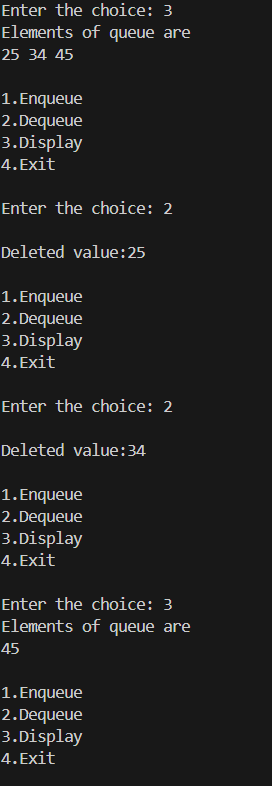 Enter the choice: 3
Elements of queue are
25 34 45
1.Enqueue
2.Dequeue
3.Display
4.Exit
Enter the choice: 2
Deleted value:25
1.Enqueue
2.Dequeue
3.Display
4.Exit
Enter the choice: 2
Deleted value:34
1.Enqueue
2.Dequeue
3.Display
4.Exit
Enter the choice: 3
Elements of queue are
45
1.Enqueue
2.Dequeue
3.Display
4.Exit